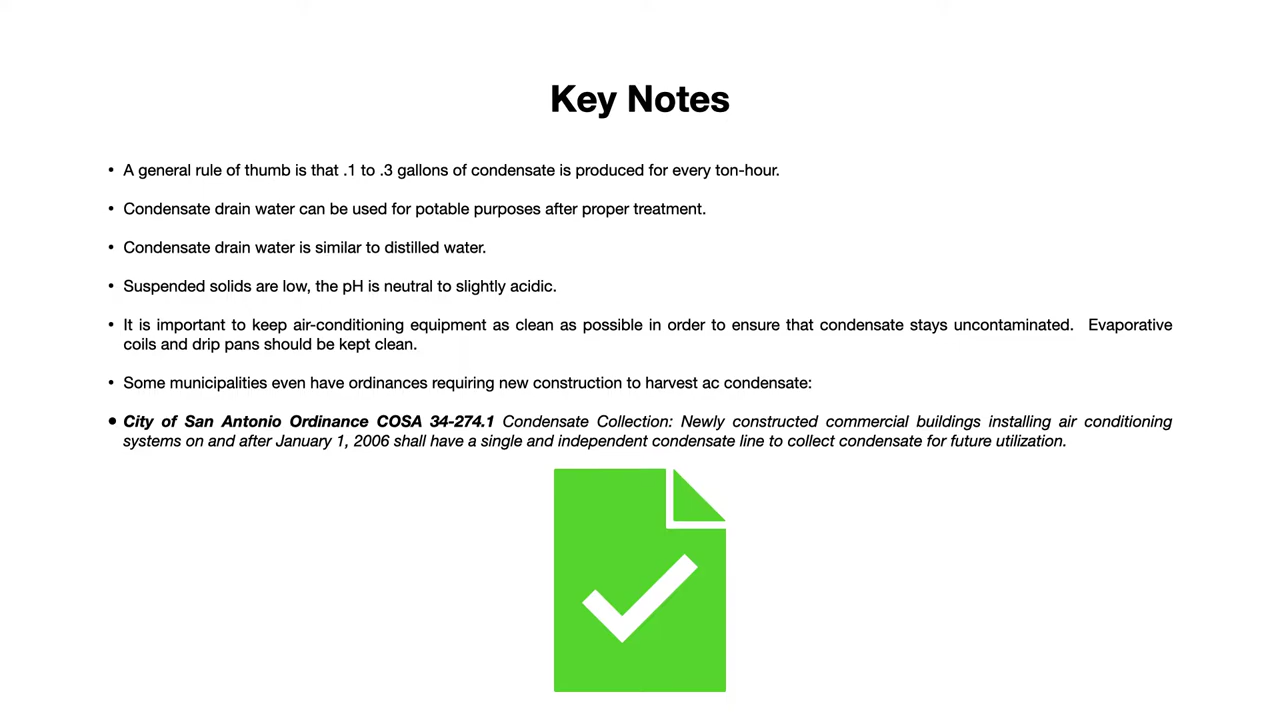 Key Notes
• A general rule of thumb is that .1 to .3 gallons of condensate is produced for every ton-hour.
• Condensate drain water can be used for potable purposes after proper treatment.
• Condensate drain water is similar to distilled water.
• Suspended solids are low, the pH is neutral to slightly acidic.
• It is important to keep air-conditioning equipment as clean as possible in order to ensure that condensate stays uncontaminated.  Evaporative
coils and drip pans should be kept clean.
• Some municipalities even have ordinances requiring new construction to harvest ac condensate:
• City of San Antonio Ordinance COSA 34-274.1 Condensate Collection: Newly constructed commercial buildings installing air conditioning
systems on and after January 1, 2006 shall have a single and independent condensate line to collect condensate for future utilization.